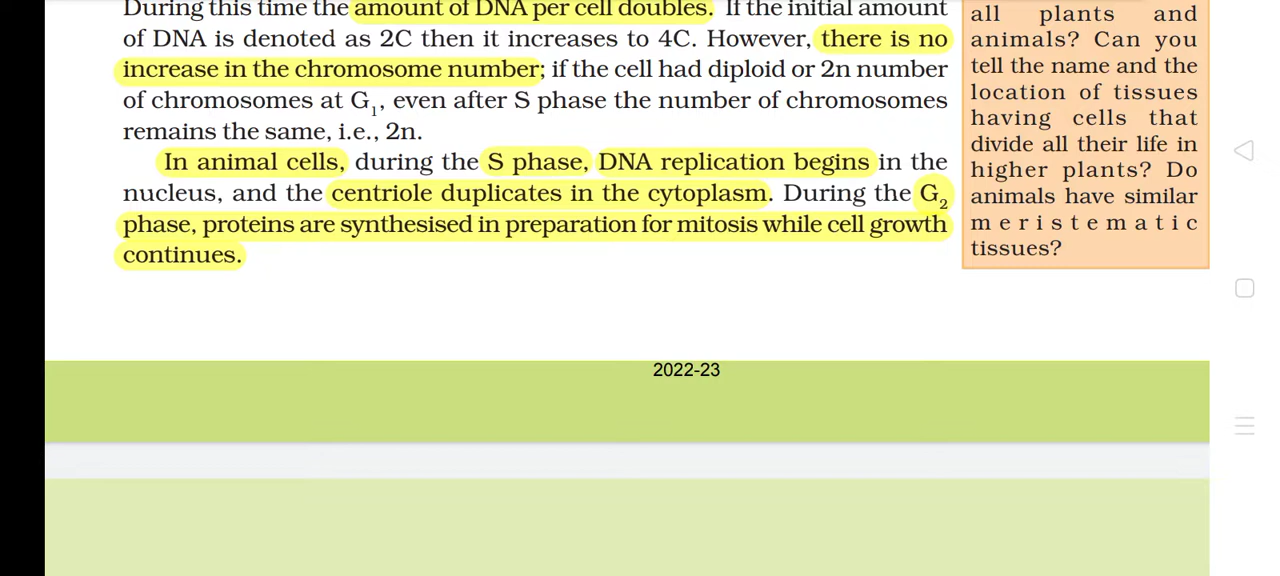 During this time the amount of DNA per cell doubles. If the initial amount
of DNA is denoted as 2C then it increases to 4C. However, there is no
increase in the chromosome number; if the cell had diploid or 2n number
of chromosomes at G₁, even after S phase the number of chromosomes
remains the same, i.e., 2n.
In animal cells, during the S phase, DNA replication begins in the
nucleus, and the centriole duplicates in the cytoplasm. During the G₂
phase, proteins are synthesised in preparation for mitosis while cell growth
continues.
all plants and
animals? Can you
tell the name and the
location of tissues
having cells that
divide all their life in
higher plants? Do
animals have similar
meristematic
tissues?
2022-23